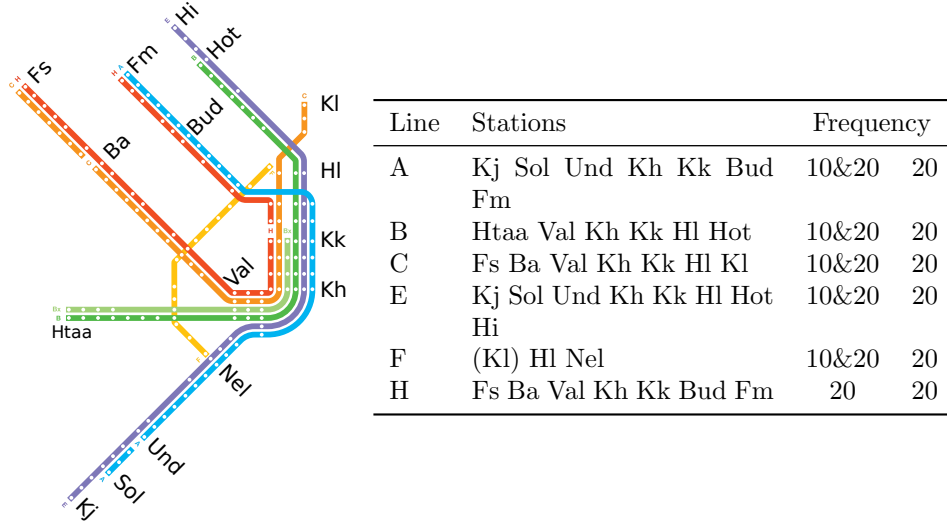 Hi
Hot
Fm
Fs
Bud
Ba
Kl
Hl
Kk
Kh
Val
Htaa
Nel
Und
Sol
Kj
E
B
H A
C H
C
C
F
H Bx
Bx
B
F
A
A
E
Line Stations Frequency
A Kj Sol Und Kh Kk Bud 10&20 20
Fm
B Htaa Val Kh Kk Hl Hot 10&20 20
C Fs Ba Val Kh Kk Hl Kl 10&20 20
E Kj Sol Und Kh Kk Hl Hot 10&20 20
Hi
F (Kl) Hl Nel 10&20 20
H Fs Ba Val Kh Kk Bud Fm 20 20